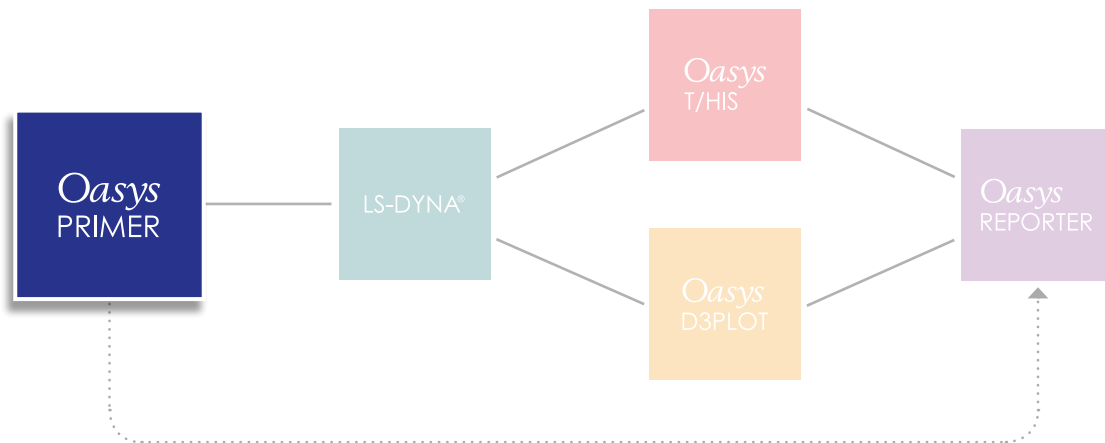 Oasys
PRIMER
LS-DYNA®
Oasys
T/HIS
Oasys
D3PLOT
Oasys
REPORTER